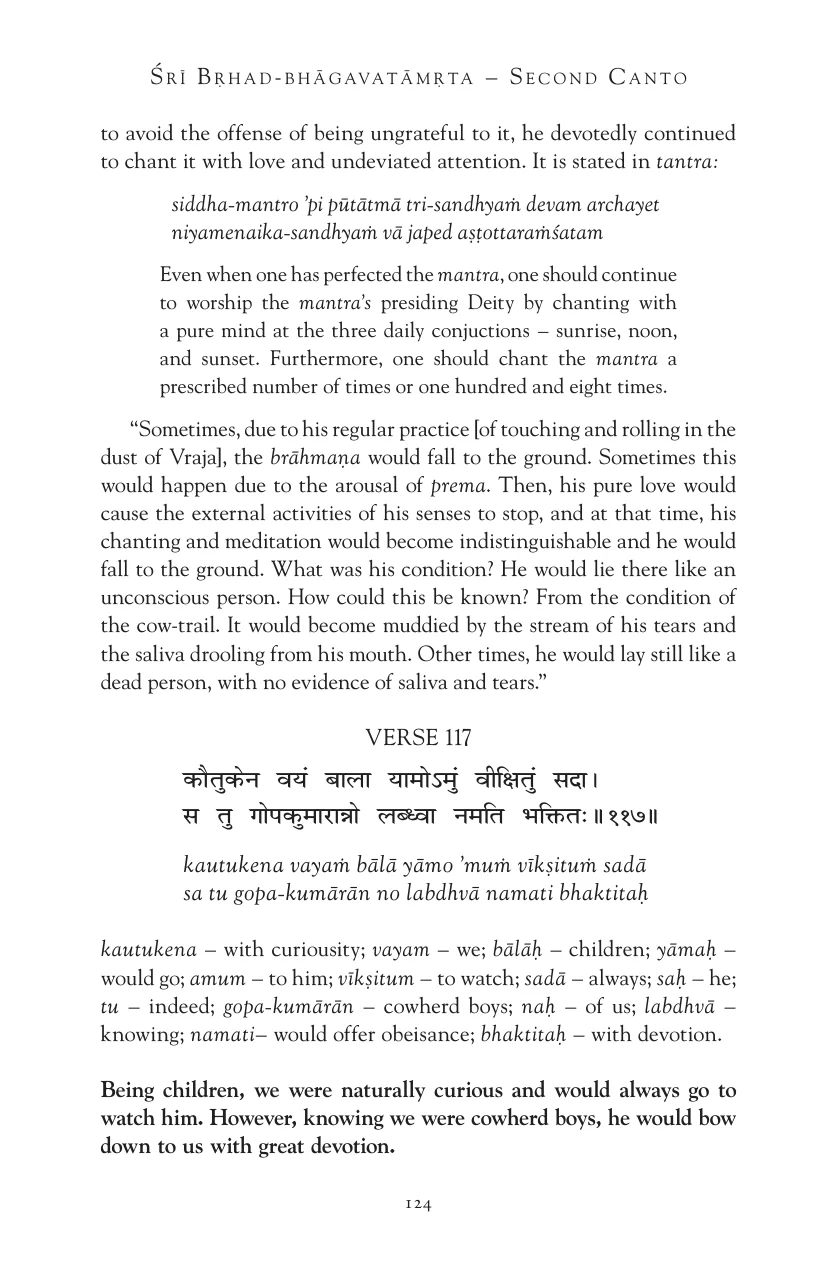 Śrī Bṛhad-bhāgavatāmṛta – Second Canto
to avoid the offense of being ungrateful to it, he devotedly continued
to chant it with love and undeviated attention. It is stated in tantra:
siddha-mantro ’pi pūtātmā tri-sandhyaṁ devam archayet
niyamenaika-sandhyaṁ vā japed aṣṭottaraṁśatam
Even when one has perfected the mantra, one should continue
to worship the mantra’s presiding Deity by chanting with
a pure mind at the three daily conjuctions – sunrise, noon,
and sunset. Furthermore, one should chant the mantra a
prescribed number of times or one hundred and eight times.
“Sometimes, due to his regular practice [of touching and rolling in the
dust of Vraja], the brāhmaṇa would fall to the ground. Sometimes this
would happen due to the arousal of prema. Then, his pure love would
cause the external activities of his senses to stop, and at that time, his
chanting and meditation would become indistinguishable and he would
fall to the ground. What was his condition? He would lie there like an
unconscious person. How could this be known? From the condition of
the cow-trail. It would become muddied by the stream of his tears and
the saliva drooling from his mouth. Other times, he would lay still like a
dead person, with no evidence of saliva and tears.”
VERSE 117
कौतुकेन वयं बाला यामोऽमुं वीक्षितुं सदा।
स तु गोपकुमारान्नो लब्ध्वा नमति भक्तितः॥११७॥
kautukena vayaṁ bālā yāmo ’muṁ vīkṣituṁ sadā
sa tu gopa-kumārān no labdhvā namati bhaktitaḥ
kautukena – with curiousity; vayam – we; bālāḥ – children; yāmaḥ –
would go; amum – to him; vīkṣitum – to watch; sadā – always; saḥ – he;
tu – indeed; gopa-kumārān – cowherd boys; naḥ – of us; labdhvā –
knowing; namati– would offer obeisance; bhaktitaḥ – with devotion.
Being children, we were naturally curious and would always go to
watch him. However, knowing we were cowherd boys, he would bow
down to us with great devotion.
124